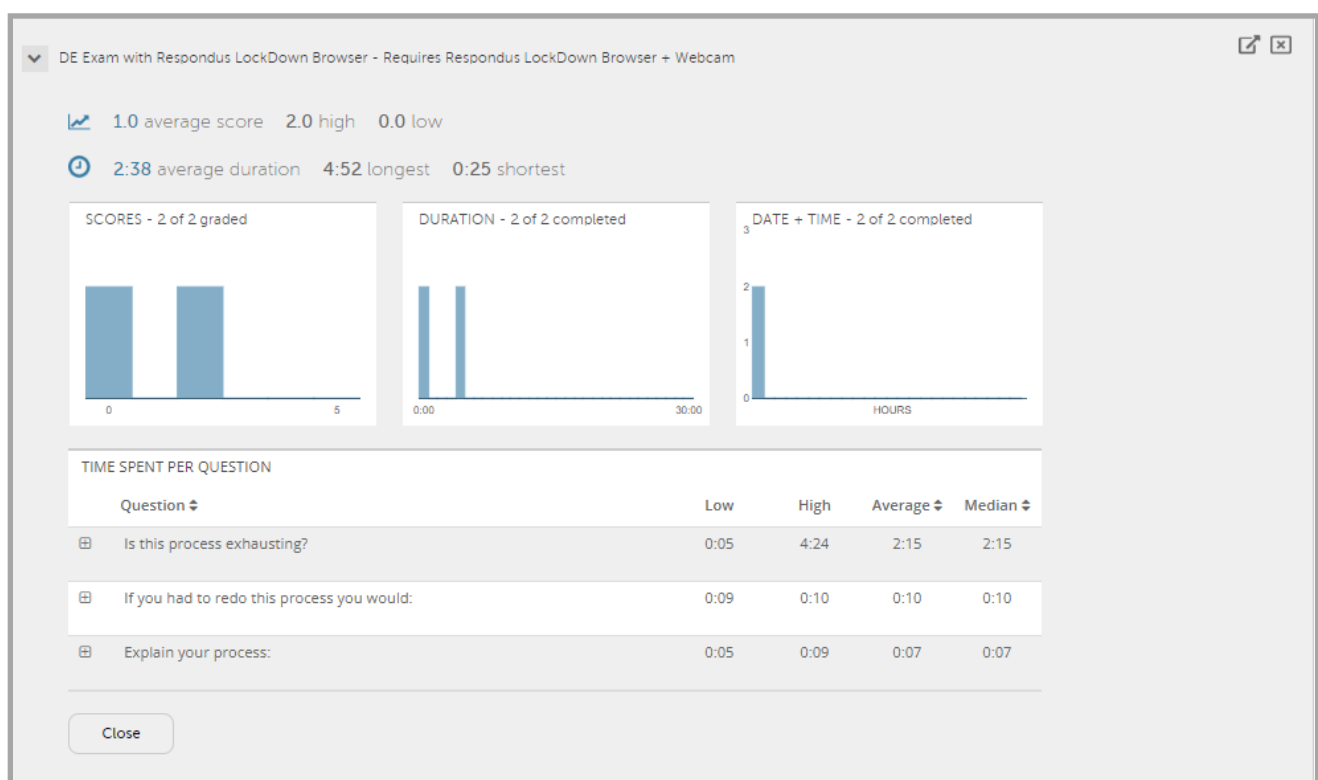 DE Exam with Respondus LockDown Browser - Requires Respondus LockDown Browser + Webcam
1.0 average score 2.0 high 0.0 low
2:38 average duration 4:52 longest 0:25 shortest
SCORES - 2 of 2 graded
0 5
DURATION - 2 of 2 completed
0:00 30:00
DATE + TIME - 2 of 2 completed
3
2
1
0
HOURS
TIME SPENT PER QUESTION
Question Low High Average Median
Is this process exhausting? 0:05 4:24 2:15 2:15
If you had to redo this process you would: 0:09 0:10 0:10 0:10
Explain your process: 0:05 0:09 0:07 0:07
Close